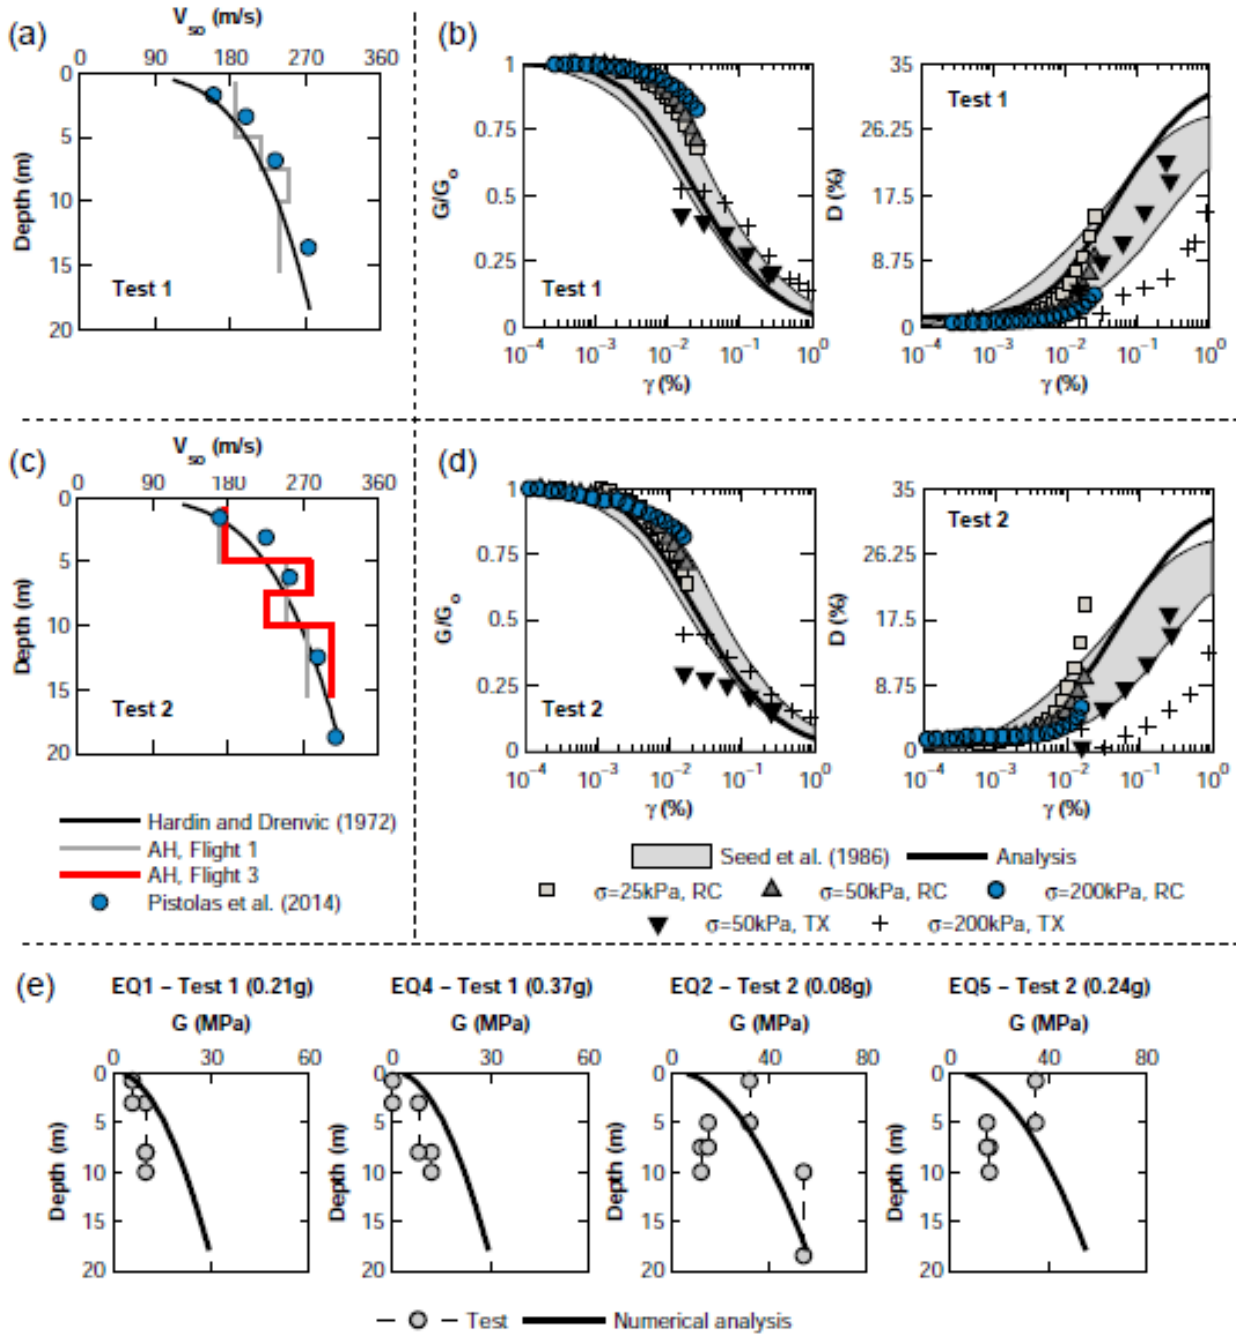 (a)
V so (m/s)
0 90 180 270 360
0
5
10
15
20
Depth (m)
Test 1
(b)
1
0.75
0.5
0.25
0
G/G o
Test 1
10⁻⁴ 10⁻³ 10⁻² 10⁻¹ 10⁰
γ (%)
35
26.25
17.5
8.75
0
D (%)
Test 1
10⁻⁴ 10⁻³ 10⁻² 10⁻¹ 10⁰
γ (%)
(c)
V so (m/s)
0 90 180 270 360
0
5
10
15
20
Depth (m)
Test 2
Hardin and Drenvic (1972)
AH, Flight 1
AH, Flight 3
Pistolas et al. (2014)
(d)
1
0.75
0.5
0.25
0
G/G o
Test 2
10⁻⁴ 10⁻³ 10⁻² 10⁻¹ 10⁰
γ (%)
35
26.25
17.5
8.75
0
D (%)
Test 2
10⁻⁴ 10⁻³ 10⁻² 10⁻¹ 10⁰
γ (%)
Seed et al. (1986) Analysis
σ=25kPa, RC σ=50kPa, RC σ=200kPa, RC
σ=50kPa, TX σ=200kPa, TX
(e)
EQ1 – Test 1 (0.21g) EQ4 – Test 1 (0.37g) EQ2 – Test 2 (0.08g) EQ5 – Test 2 (0.24g)
G (MPa) G (MPa) G (MPa) G (MPa)
0 30 60 0 30 60 0 40 80 0 40 80
0 0 0 0
5 5 5 5
10 10 10 10
15 15 15 15
20 20 20 20
Depth (m) Depth (m) Depth (m) Depth (m)
Test Numerical analysis